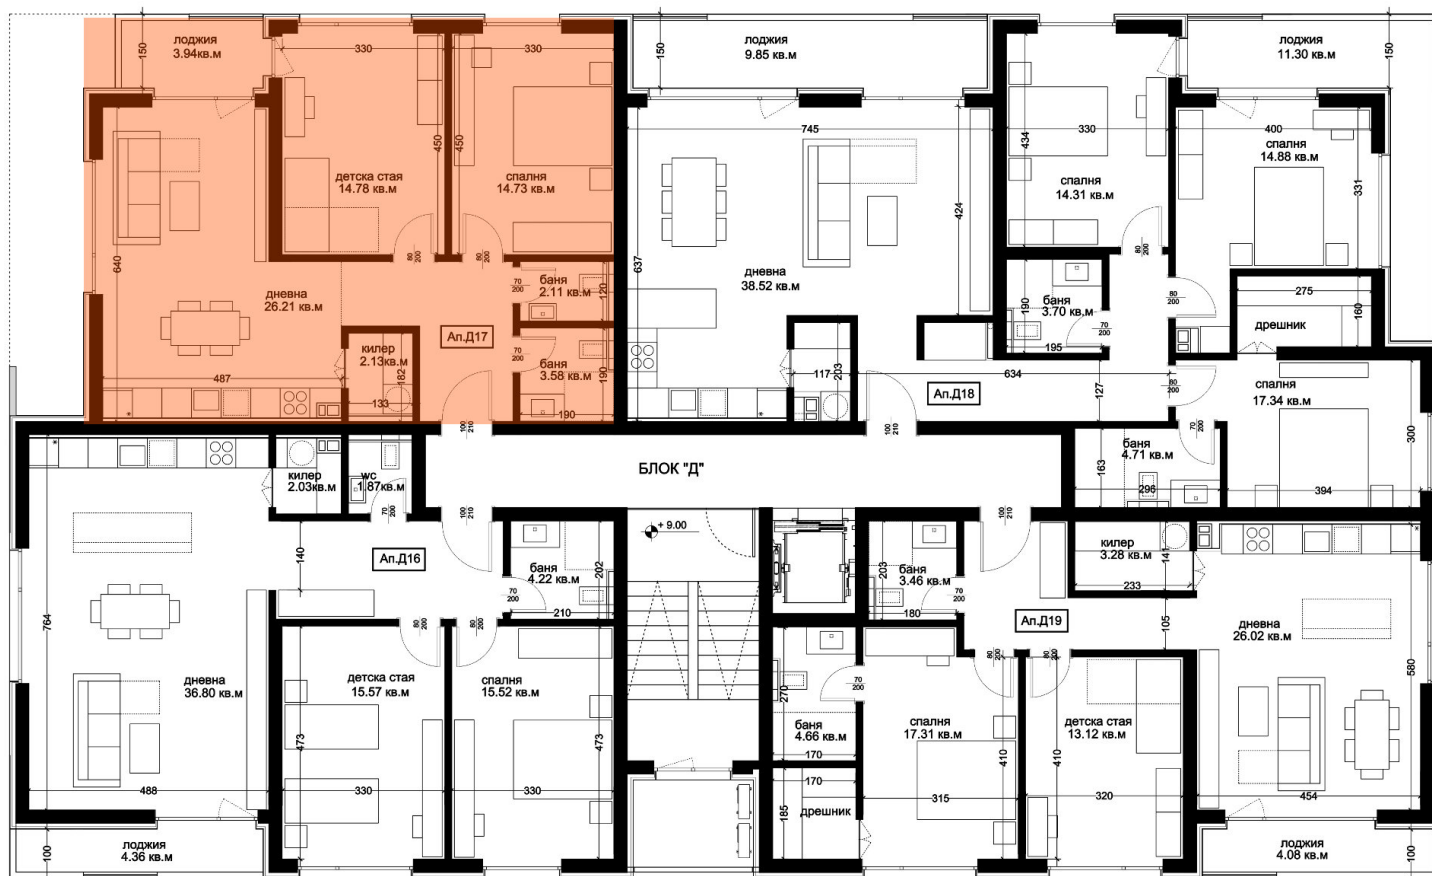 лоджия
3.94кв.м
150
330
330
450
450
детска стая
14.78 кв.м
спалня
14.73 кв.м
640
дневна
26.21 кв.м
80
200
80
200
баня
2.11 кв.м
120
70
200
Ап.Д17
килер
2.13кв.м
182
133
487
70
200
баня
3.58 кв.м
190
190
100
210
лоджия
9.85 кв.м
150
745
424
637
дневна
38.52 кв.м
117
203
634
Ап.Д18
100
210
434
330
спалня
14.31 кв.м
80
200
190
баня
3.70 кв.м
195
70
200
127
лоджия
11.30 кв.м
150
400
спалня
14.88 кв.м
331
80
200
275
160
дрешник
80
200
спалня
17.34 кв.м
300
394
70
200
баня
4.71 кв.м
163
296
БЛОК "Д"
+ 9.00
килер
2.03кв.м
wc
1.87кв.м
70
200
100
210
140
Ап.Д16
баня
4.22 кв.м
202
210
70
200
80
200
80
200
764
дневна
36.80 кв.м
488
детска стая
15.57 кв.м
473
330
спалня
15.52 кв.м
473
330
лоджия
4.36 кв.м
100
203
баня
3.46 кв.м
180
70
200
100
210
Ап.Д19
килер
3.28 кв.м
141
233
105
80
200
80
200
270
баня
4.66 кв.м
170
70
200
170
185
дрешник
спалня
17.31 кв.м
410
315
детска стая
13.12 кв.м
410
320
дневна
26.02 кв.м
580
454
лоджия
4.08 кв.м
100